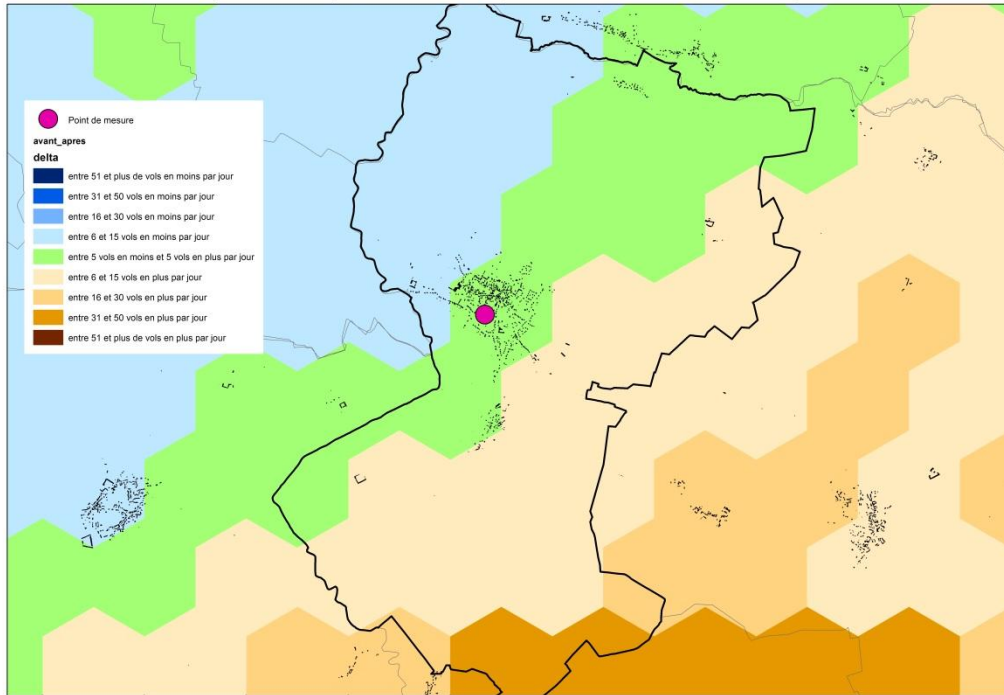 Point de mesure
avant_apres
delta
entre 51 et plus de vols en moins par jour
entre 31 et 50 vols en moins par jour
entre 16 et 30 vols en moins par jour
entre 6 et 15 vols en moins par jour
entre 5 vols en moins et 5 vols en plus par jour
entre 6 et 15 vols en plus par jour
entre 16 et 30 vols en plus par jour
entre 31 et 50 vols en plus par jour
entre 51 et plus de vols en plus par jour